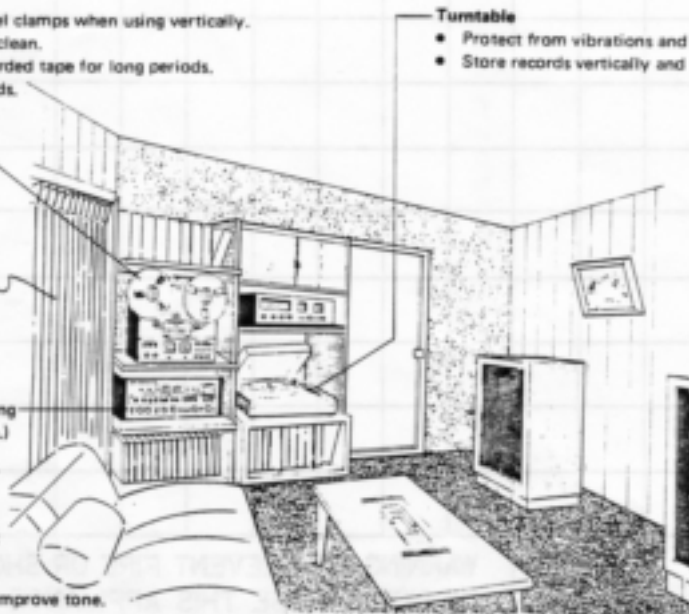 el clamps when using vertically.
clean.
rded tape for long periods.
ds.
Turntable
• Protect from vibrations and
• Store records vertically and
ng
.)
mprove tone.